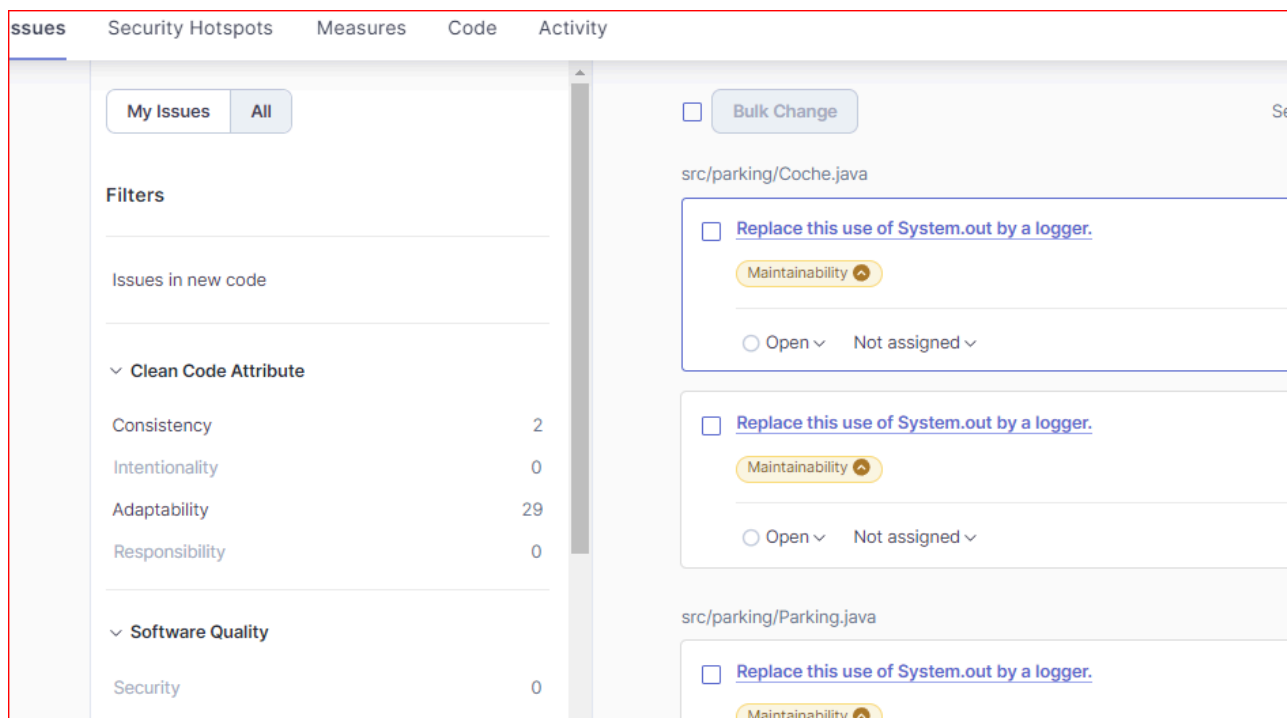 ssues Security Hotspots Measures Code Activity
My Issues All
Filters
Issues in new code
Clean Code Attribute
Consistency 2
Intentionality 0
Adaptability 29
Responsibility 0
Software Quality
Security 0
Bulk Change Se
src/parking/Coche.java
Replace this use of System.out by a logger.
Maintainability
Open Not assigned
Replace this use of System.out by a logger.
Maintainability
Open Not assigned
src/parking/Parking.java
Replace this use of System.out by a logger.
Maintainability